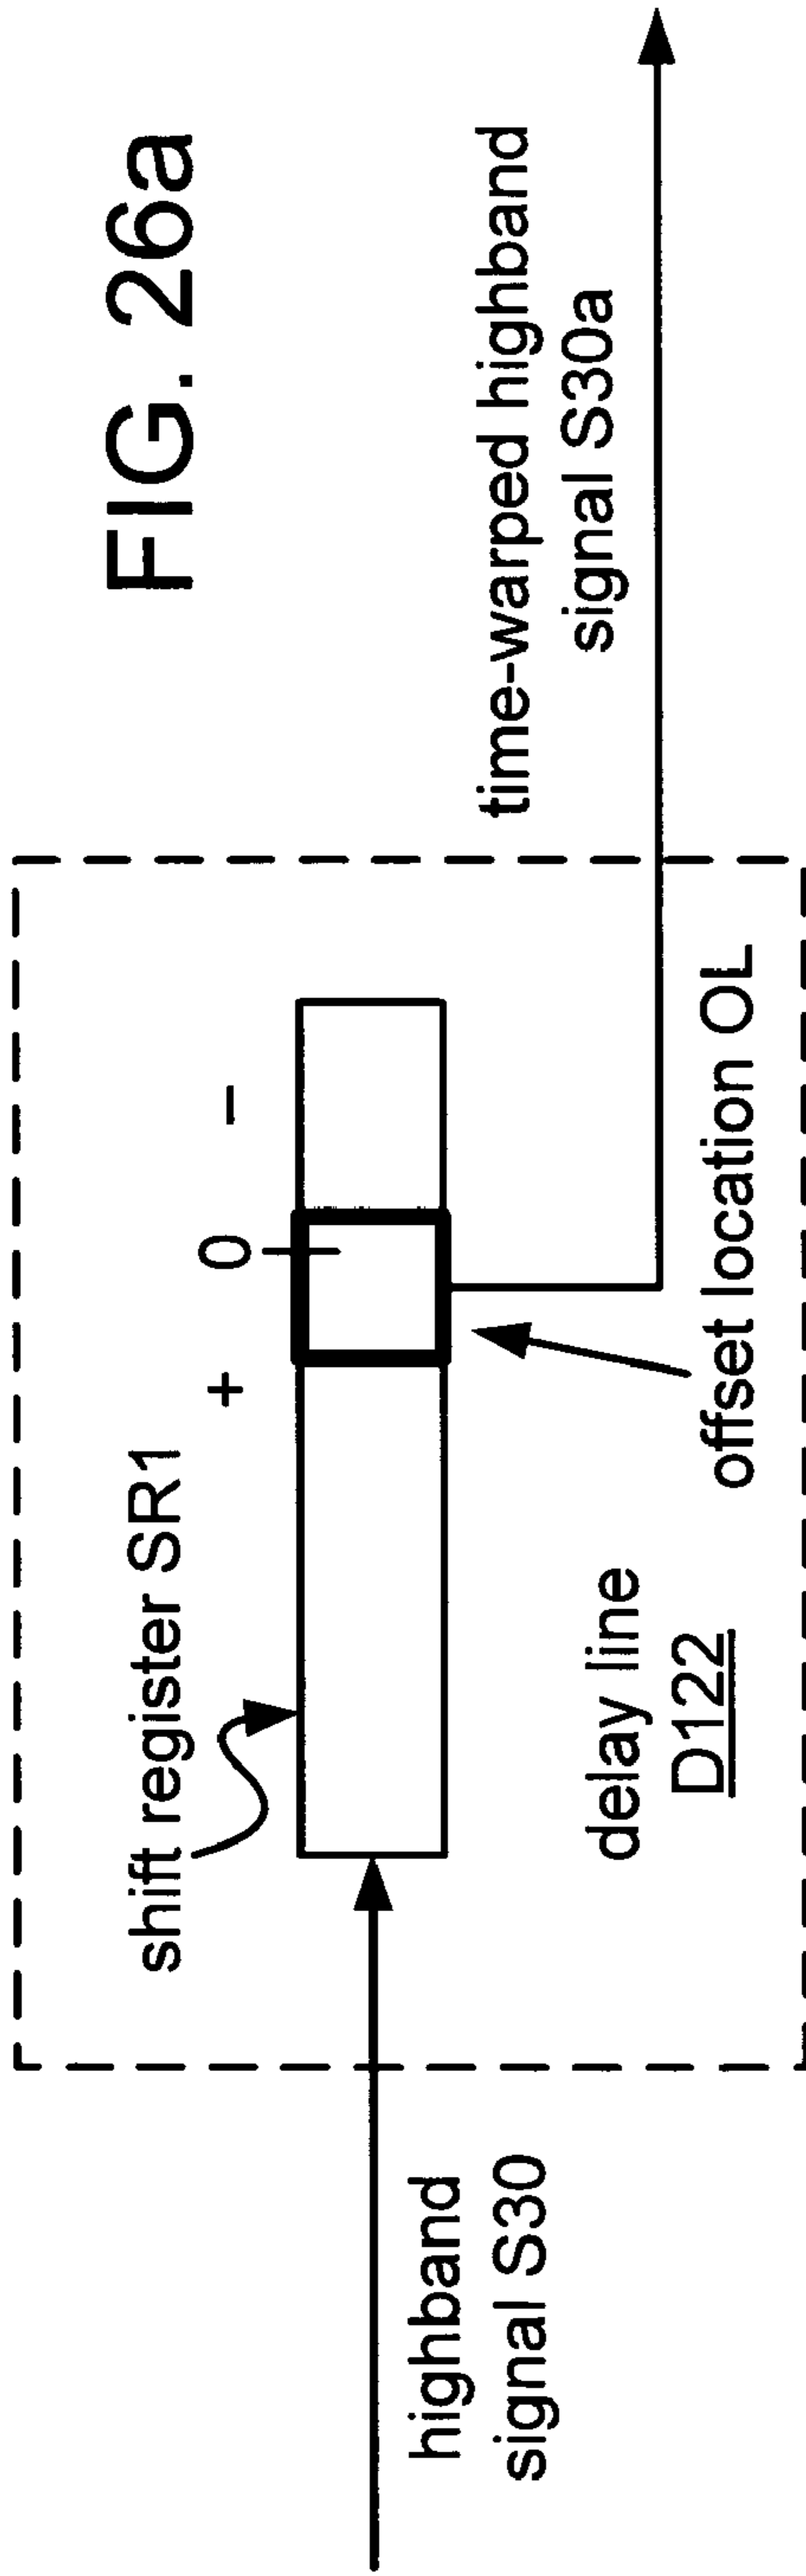 FIG. 26a
shift register SR1
+
0
−
highband
signal S30
time-warped highband
signal S30a
delay line
D122
offset location OL